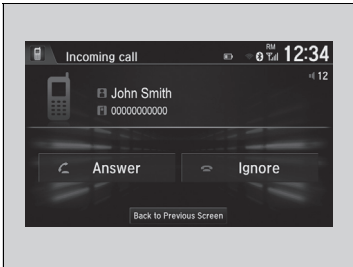 Incoming call
RM
12:34
12
John Smith
00000000000
Answer
Ignore
Back to Previous Screen